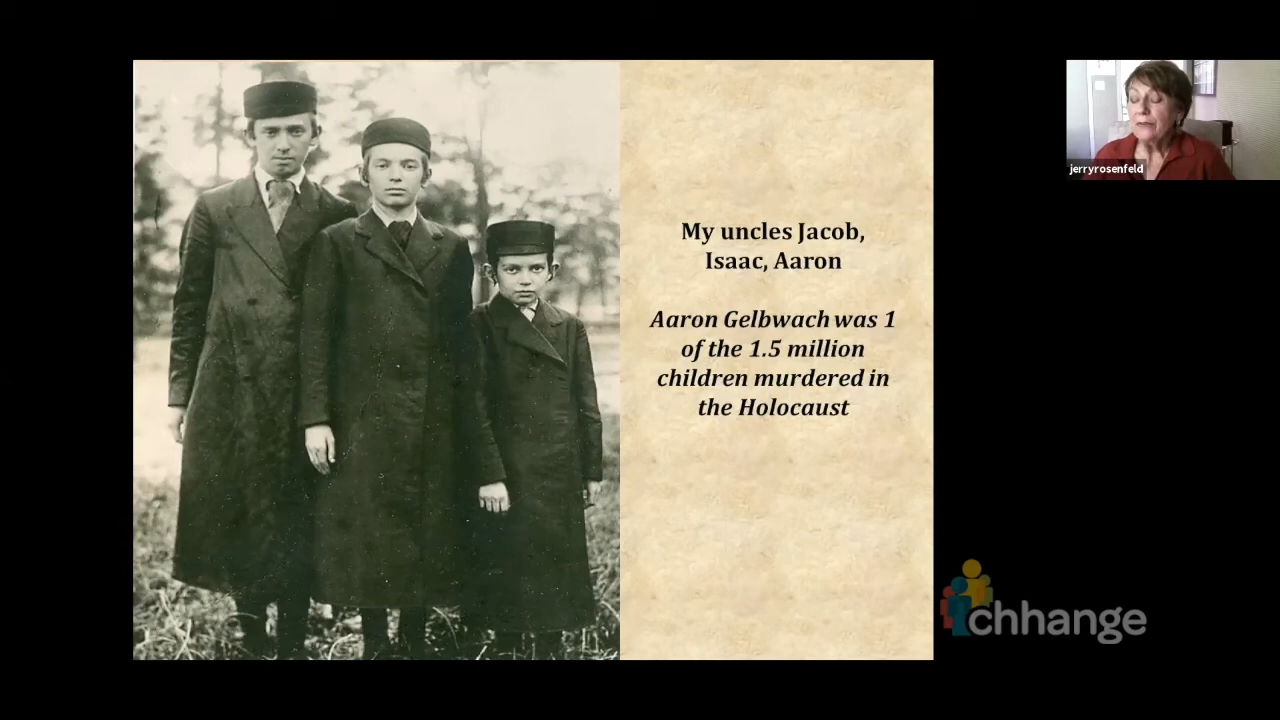 My uncles Jacob,
Isaac, Aaron
Aaron Gelbwach was 1
of the 1.5 million
children murdered in
the Holocaust
jerryrosenfeld
chhange